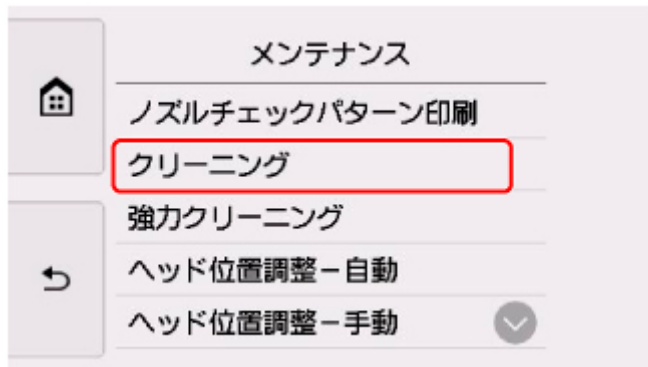 メンテナンス
ノズルチェックパターン印刷
クリーニング
強力クリーニング
ヘッド位置調整－自動
ヘッド位置調整－手動